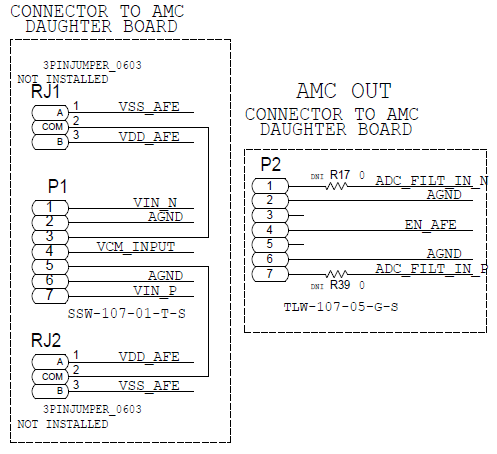 CONNECTOR TO AMC
DAUGHTER BOARD
3PINJUMPER_0603
NOT INSTALLED
RJ1
A 1 VSS_AFE
COM 2
B 3 VDD_AFE
P1
1 VIN_N
2 AGND
3
4 VCM_INPUT
5
6 AGND
7 VIN_P
SSW-107-01-T-S
RJ2
A 1 VDD_AFE
COM 2
B 3 VSS_AFE
3PINJUMPER_0603
NOT INSTALLED
AMC OUT
CONNECTOR TO AMC
DAUGHTER BOARD
P2
DNI R17 0
1 ADC_FILT_IN_N
2 AGND
3
4 EN_AFE
5
6 AGND
7 ADC_FILT_IN_P
DNI R39 0
TLW-107-05-G-S